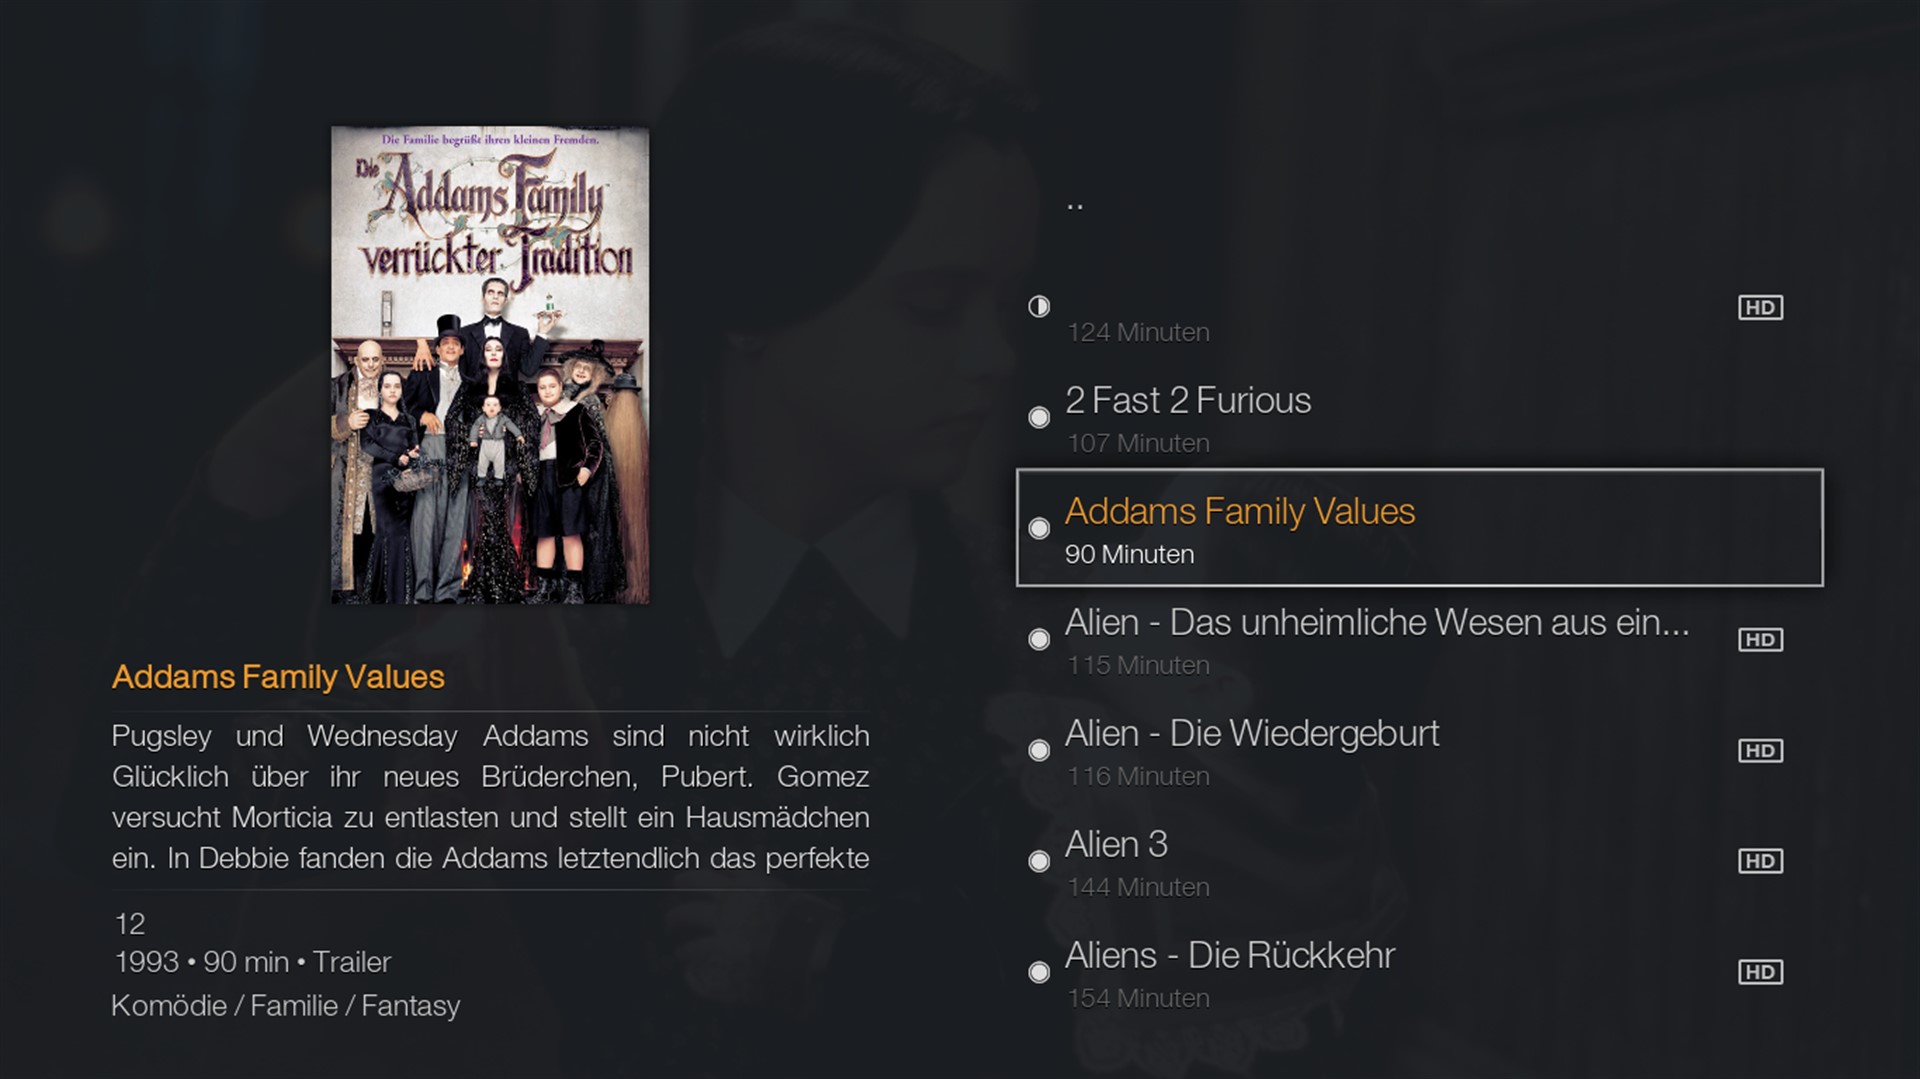 Die Familie begrüßt ihren kleinen Fremden.
Die
Addams Family
verrückter Tradition
Addams Family Values
Pugsley und Wednesday Addams sind nicht wirklich
Glücklich über ihr neues Brüderchen, Pubert. Gomez
versucht Morticia zu entlasten und stellt ein Hausmädchen
ein. In Debbie fanden die Addams letztendlich das perfekte
12
1993 • 90 min • Trailer
Komödie / Familie / Fantasy
..
HD
124 Minuten
2 Fast 2 Furious
107 Minuten
Addams Family Values
90 Minuten
Alien - Das unheimliche Wesen aus ein...
HD
115 Minuten
Alien - Die Wiedergeburt
HD
116 Minuten
Alien 3
HD
144 Minuten
Aliens - Die Rückkehr
HD
154 Minuten